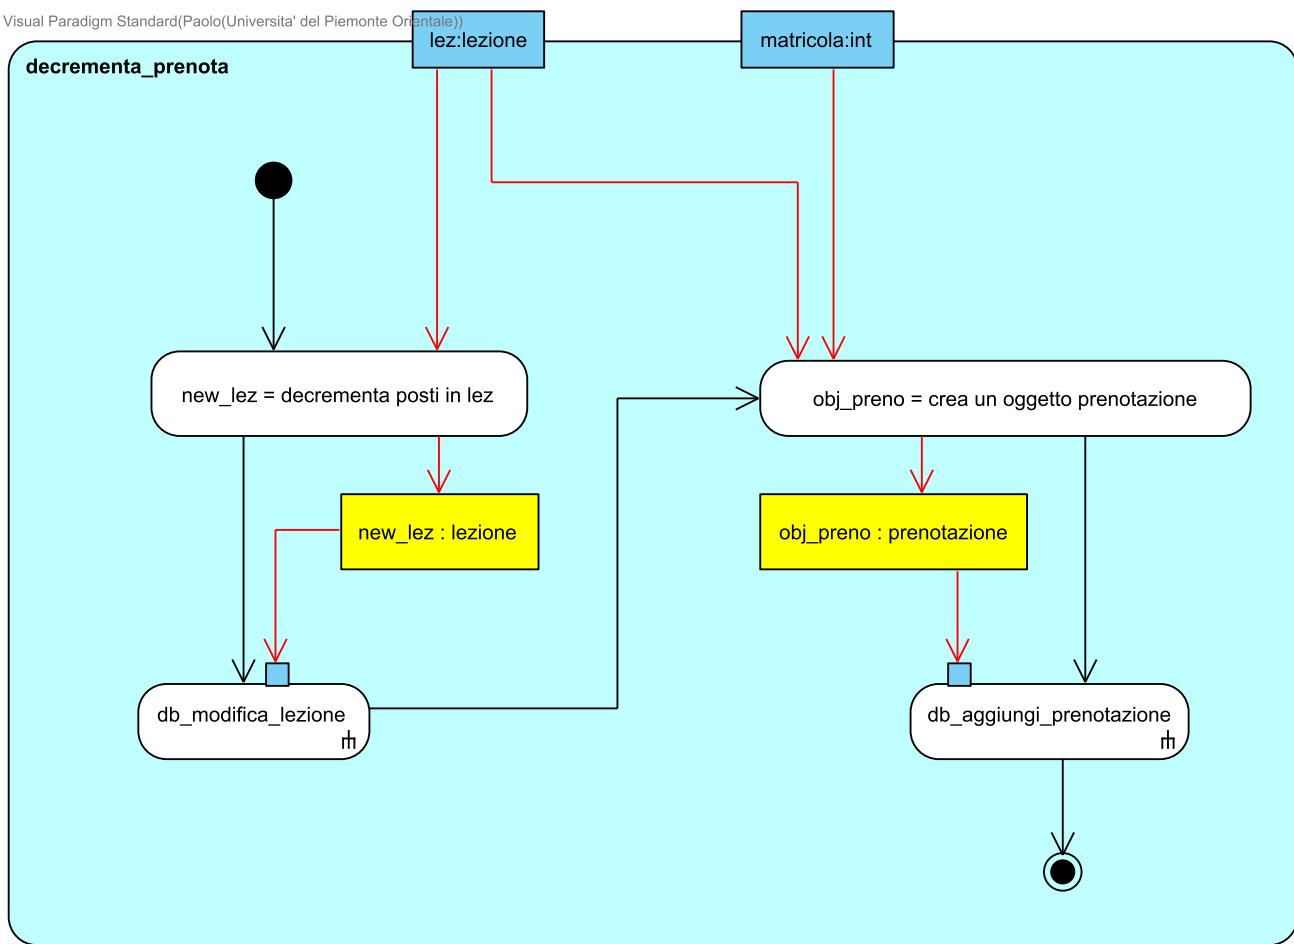 Visual Paradigm Standard(Paolo(Universita' del Piemonte Orientale))
lez:lezione
matricola:int
decrementa_prenota
new_lez = decrementa posti in lez
obj_preno = crea un oggetto prenotazione
new_lez : lezione
obj_preno : prenotazione
db_modifica_lezione
db_aggiungi_prenotazione